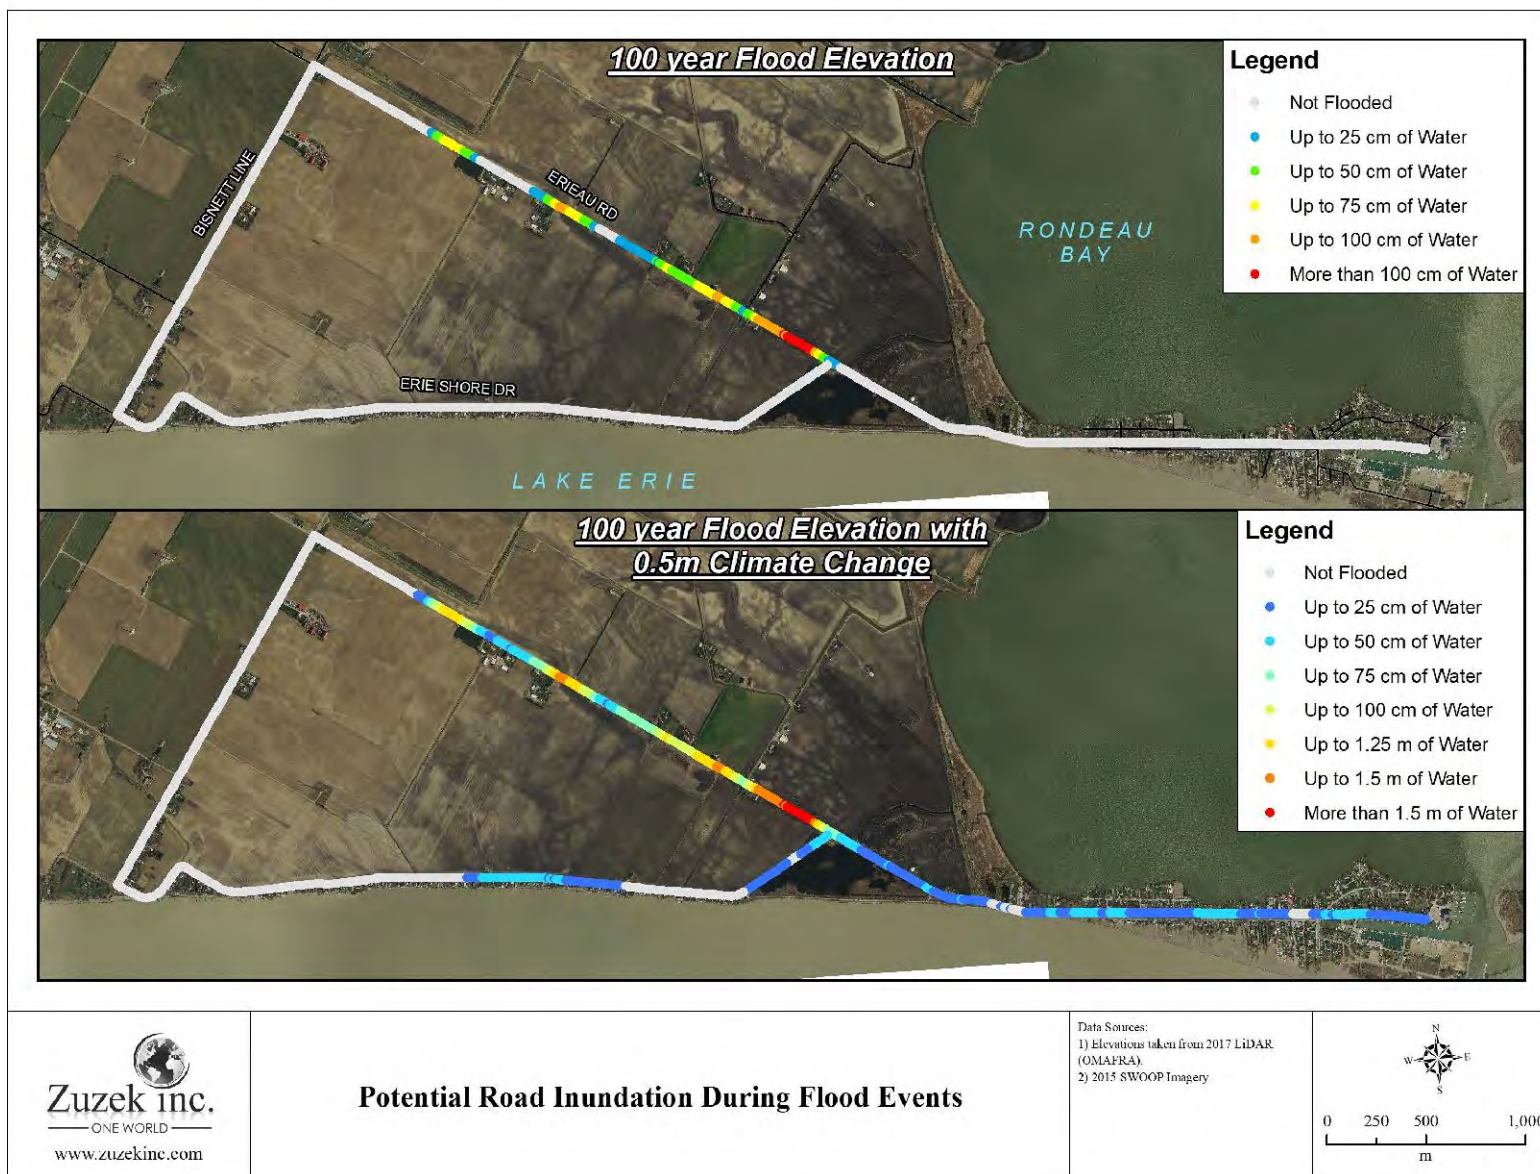 100 year Flood Elevation
Legend
Not Flooded
Up to 25 cm of Water
Up to 50 cm of Water
Up to 75 cm of Water
Up to 100 cm of Water
More than 100 cm of Water
BISNETT LINE
ERIEAU RD
RONDEAU
BAY
ERIE SHORE DR
LAKE ERIE
100 year Flood Elevation with
0.5m Climate Change
Legend
Not Flooded
Up to 25 cm of Water
Up to 50 cm of Water
Up to 75 cm of Water
Up to 100 cm of Water
Up to 1.25 m of Water
Up to 1.5 m of Water
More than 1.5 m of Water
Zuzek inc.
ONE WORLD
www.zuzekinc.com
Potential Road Inundation During Flood Events
Data Sources:
1) Elevations taken from 2017 LiDAR
(OMAFRA).
2) 2015 SWOOP Imagery
N
W E
S
0 250 500 1,000
m